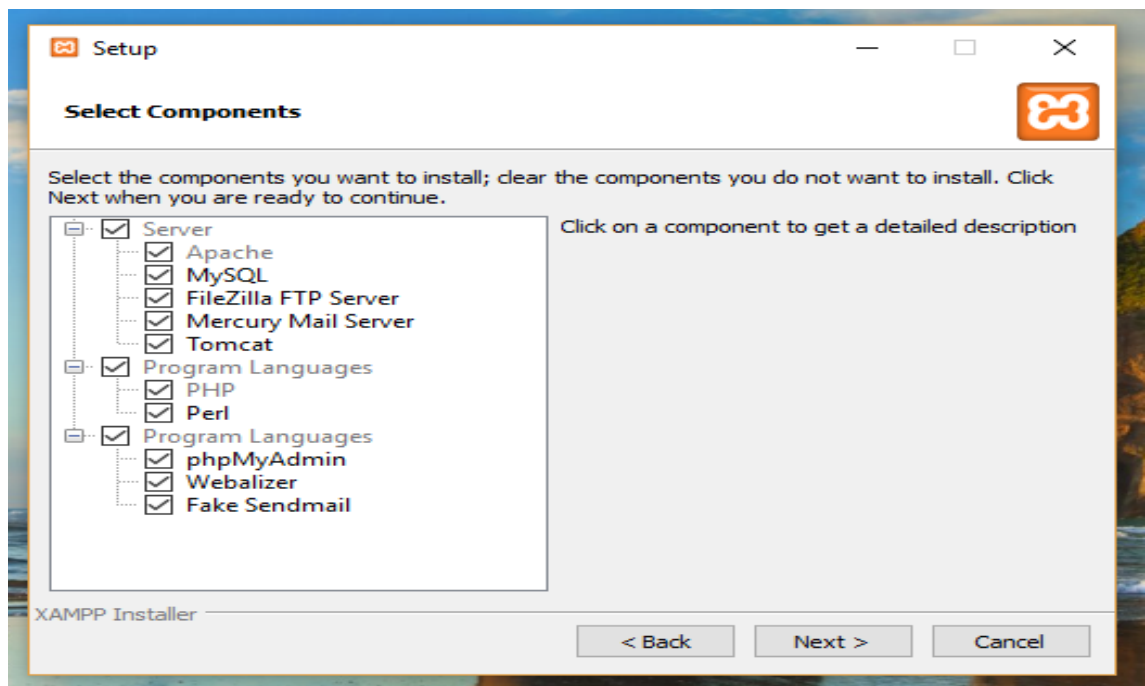 Setup
Select Components
Select the components you want to install; clear the components you do not want to install. Click
Next when you are ready to continue.
Server
Apache
MySQL
FileZilla FTP Server
Mercury Mail Server
Tomcat
Program Languages
PHP
Perl
Program Languages
phpMyAdmin
Webalizer
Fake Sendmail
Click on a component to get a detailed description
XAMPP Installer
< Back Next > Cancel